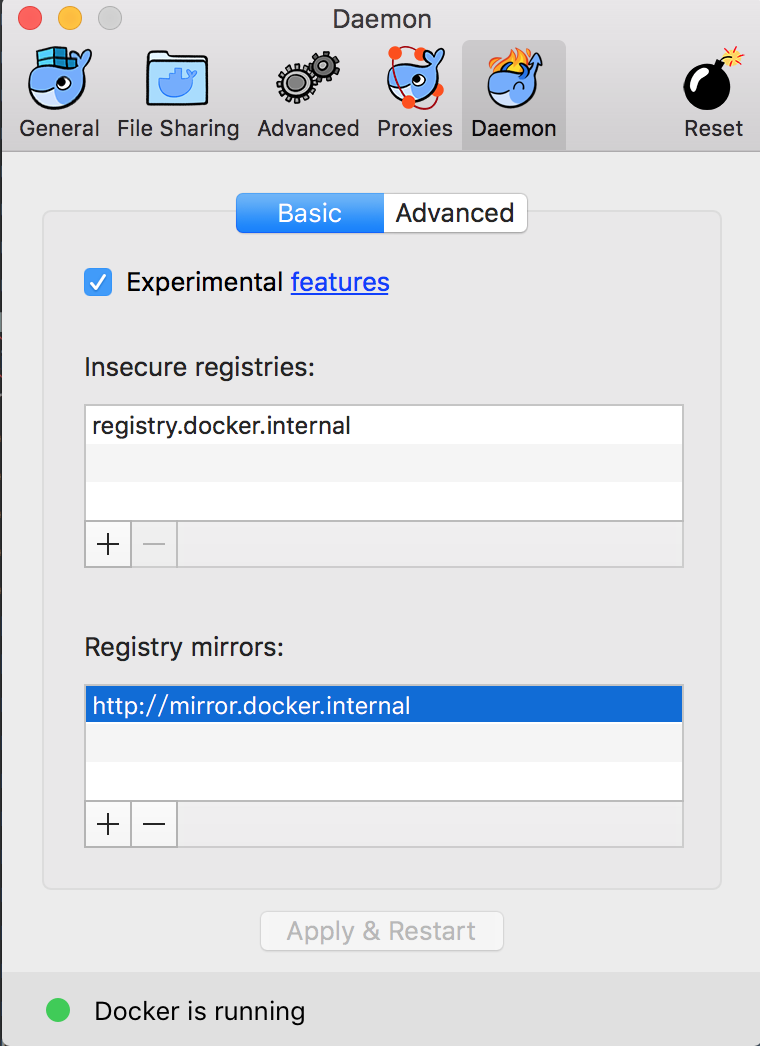 Daemon
General File Sharing Advanced Proxies Daemon Reset
Basic Advanced
Experimental features
Insecure registries:
registry.docker.internal
Registry mirrors:
http://mirror.docker.internal
Apply & Restart
Docker is running